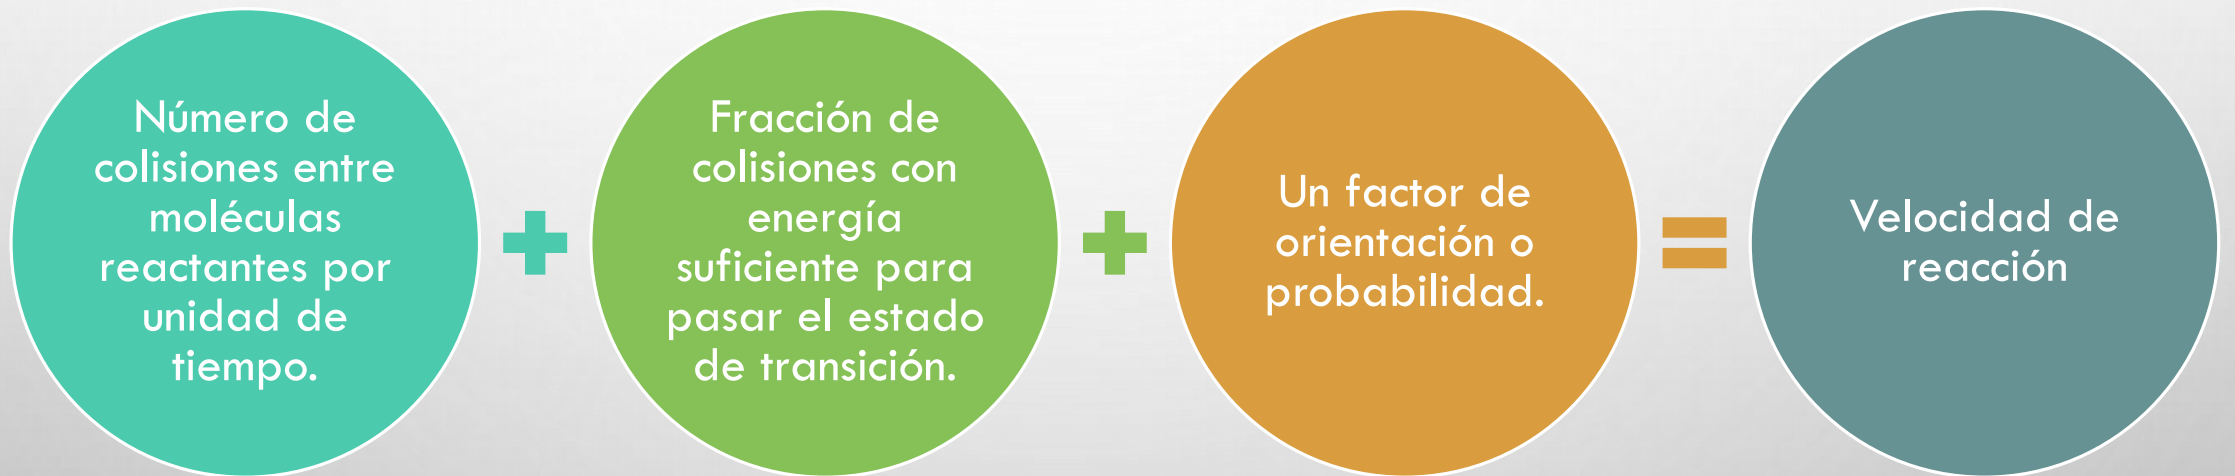 Número de
colisiones entre
moléculas
reactantes por
unidad de
tiempo.
+
Fracción de
colisiones con
energía
suficiente para
pasar el estado
de transición.
+
Un factor de
orientación o
probabilidad.
=
Velocidad de
reacción